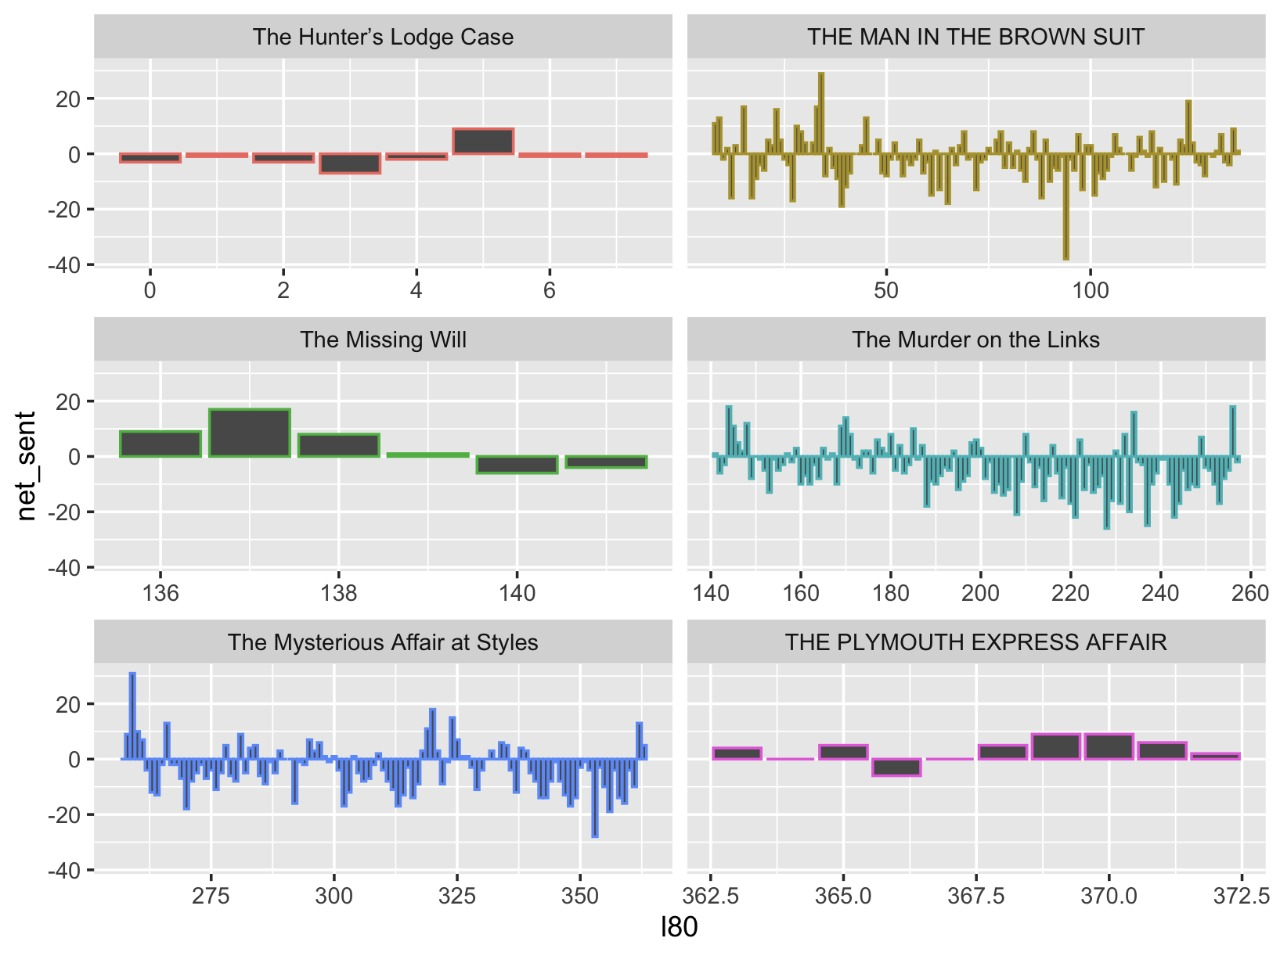 The Hunter’s Lodge Case
THE MAN IN THE BROWN SUIT
20
0
-20
-40
0 2 4 6
50 100
The Missing Will
The Murder on the Links
20
0
-20
-40
136 138 140
140 160 180 200 220 240 260
The Mysterious Affair at Styles
THE PLYMOUTH EXPRESS AFFAIR
20
0
-20
-40
275 300 325 350
362.5 365.0 367.5 370.0 372.5
net_sent
l80